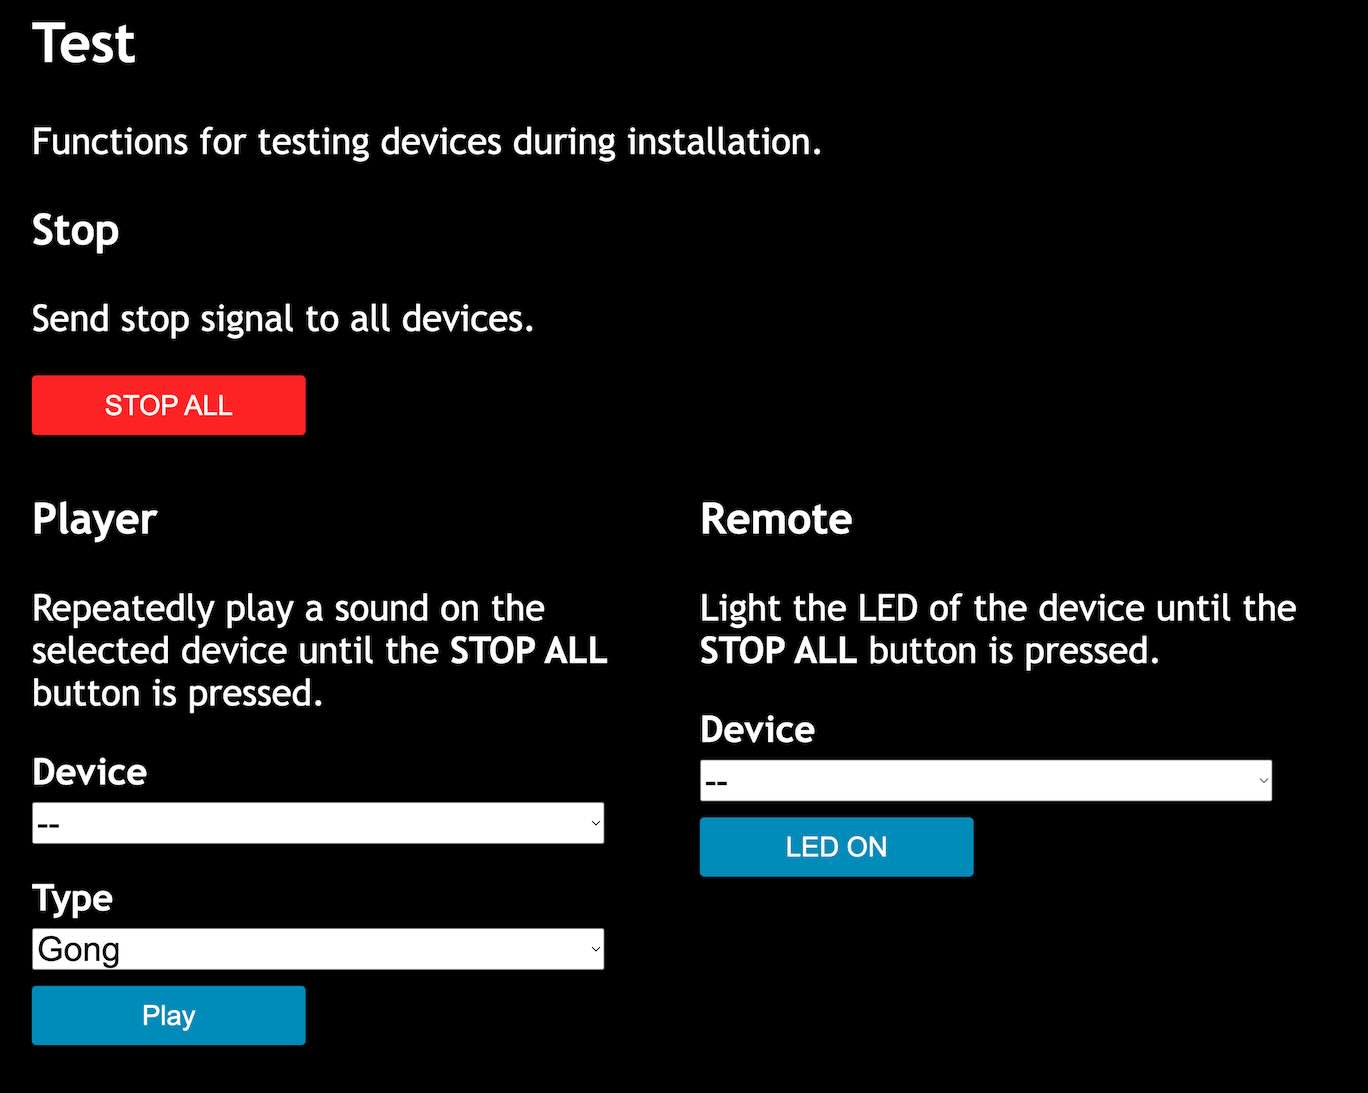 Test
Functions for testing devices during installation.
Stop
Send stop signal to all devices.
STOP ALL
Player
Repeatedly play a sound on the
selected device until the STOP ALL
button is pressed.
Device
--
Type
Gong
Play
Remote
Light the LED of the device until the
STOP ALL button is pressed.
Device
--
LED ON